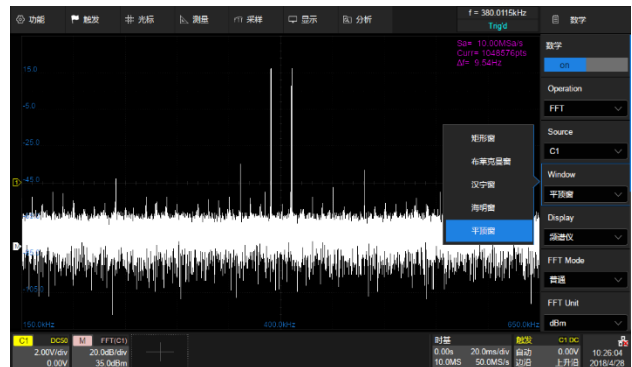 功能
触发
光标
测量
采样
显示
分析
f = 380.0115kHz
Trig'd
数学
Sa= 10.00MSa/s
Curr= 1048576pts
Δf= 9.54Hz
数学
on
Operation
FFT
Source
C1
Window
平顶窗
Display
频谱仪
FFT Mode
普通
FFT Unit
dBm
矩形窗
布莱克曼窗
汉宁窗
海明窗
平顶窗
15.0
-5.0
-25.0
-45.0
-105.0
150.0kHz
400.0kHz
650.0kHz
C1 DC50
2.00V/div
0.00V
M FFT(C1)
20.0dB/div
35.0dBm
时基
0.00s 20.0ms/div
10.0MS 50.0MS/s
触发 C1 DC
自动 0.00V
边沿 上升沿
10:26:04
2018/4/28